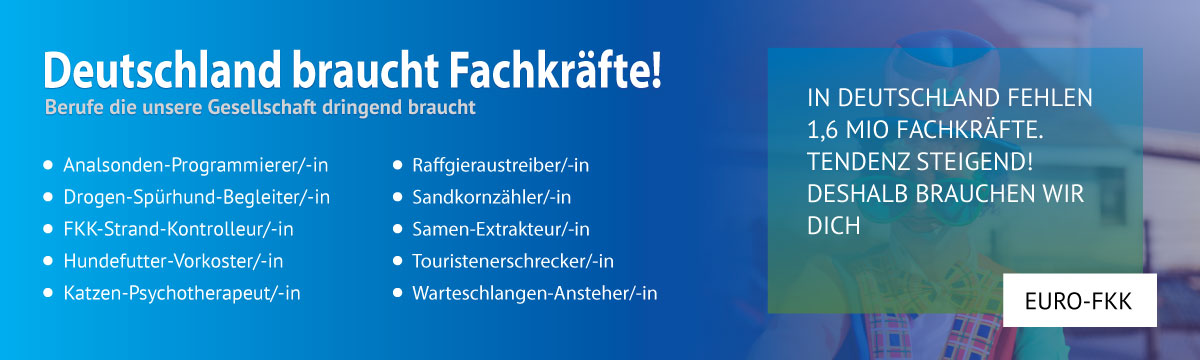 Deutschland braucht Fachkräfte!
Berufe die unsere Gesellschaft dringend braucht
Analsonden-Programmierer/-in
Drogen-Spürhund-Begleiter/-in
FKK-Strand-Kontrolleur/-in
Hundefutter-Vorkoster/-in
Katzen-Psychotherapeut/-in
Raffgieraustreiber/-in
Sandkornzähler/-in
Samen-Extrakteur/-in
Touristenerschrecker/-in
Warteschlangen-Ansteher/-in
IN DEUTSCHLAND FEHLEN
1,6 MIO FACHKRÄFTE.
TENDENZ STEIGEND!
DESHALB BRAUCHEN WIR
DICH
EURO-FKK